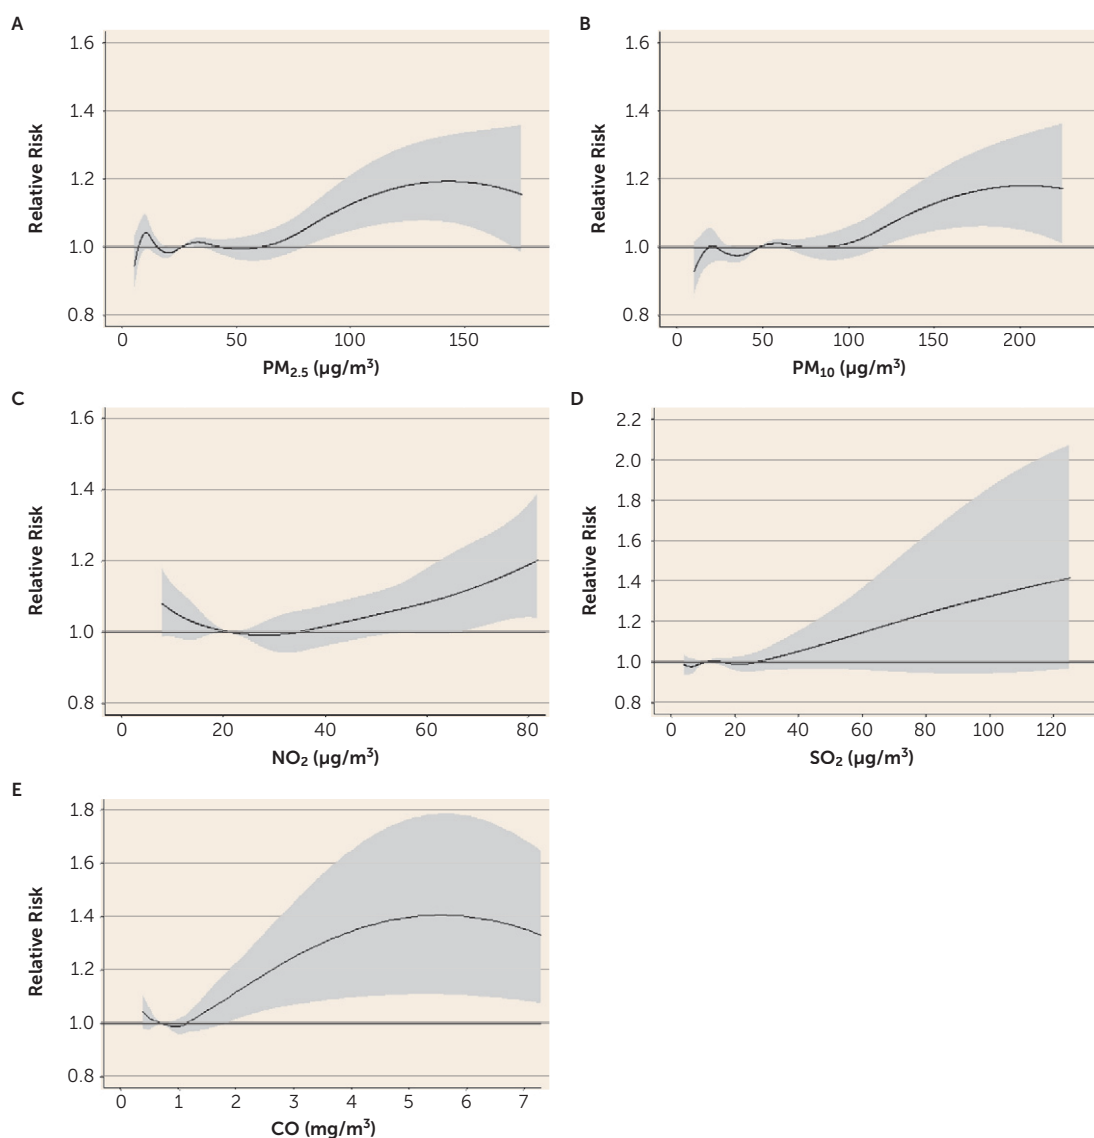 A
Relative Risk
1.6
1.4
1.2
1.0
0.8
0 50 100 150
PM2.5 (µg/m³)
B
Relative Risk
1.6
1.4
1.2
1.0
0.8
0 50 100 150 200
PM10 (µg/m³)
C
Relative Risk
1.6
1.4
1.2
1.0
0.8
0 20 40 60 80
NO2 (µg/m³)
D
Relative Risk
2.2
2.0
1.8
1.6
1.4
1.2
1.0
0.8
0 20 40 60 80 100 120
SO2 (µg/m³)
E
Relative Risk
1.8
1.6
1.4
1.2
1.0
0.8
0 1 2 3 4 5 6 7
CO (mg/m³)